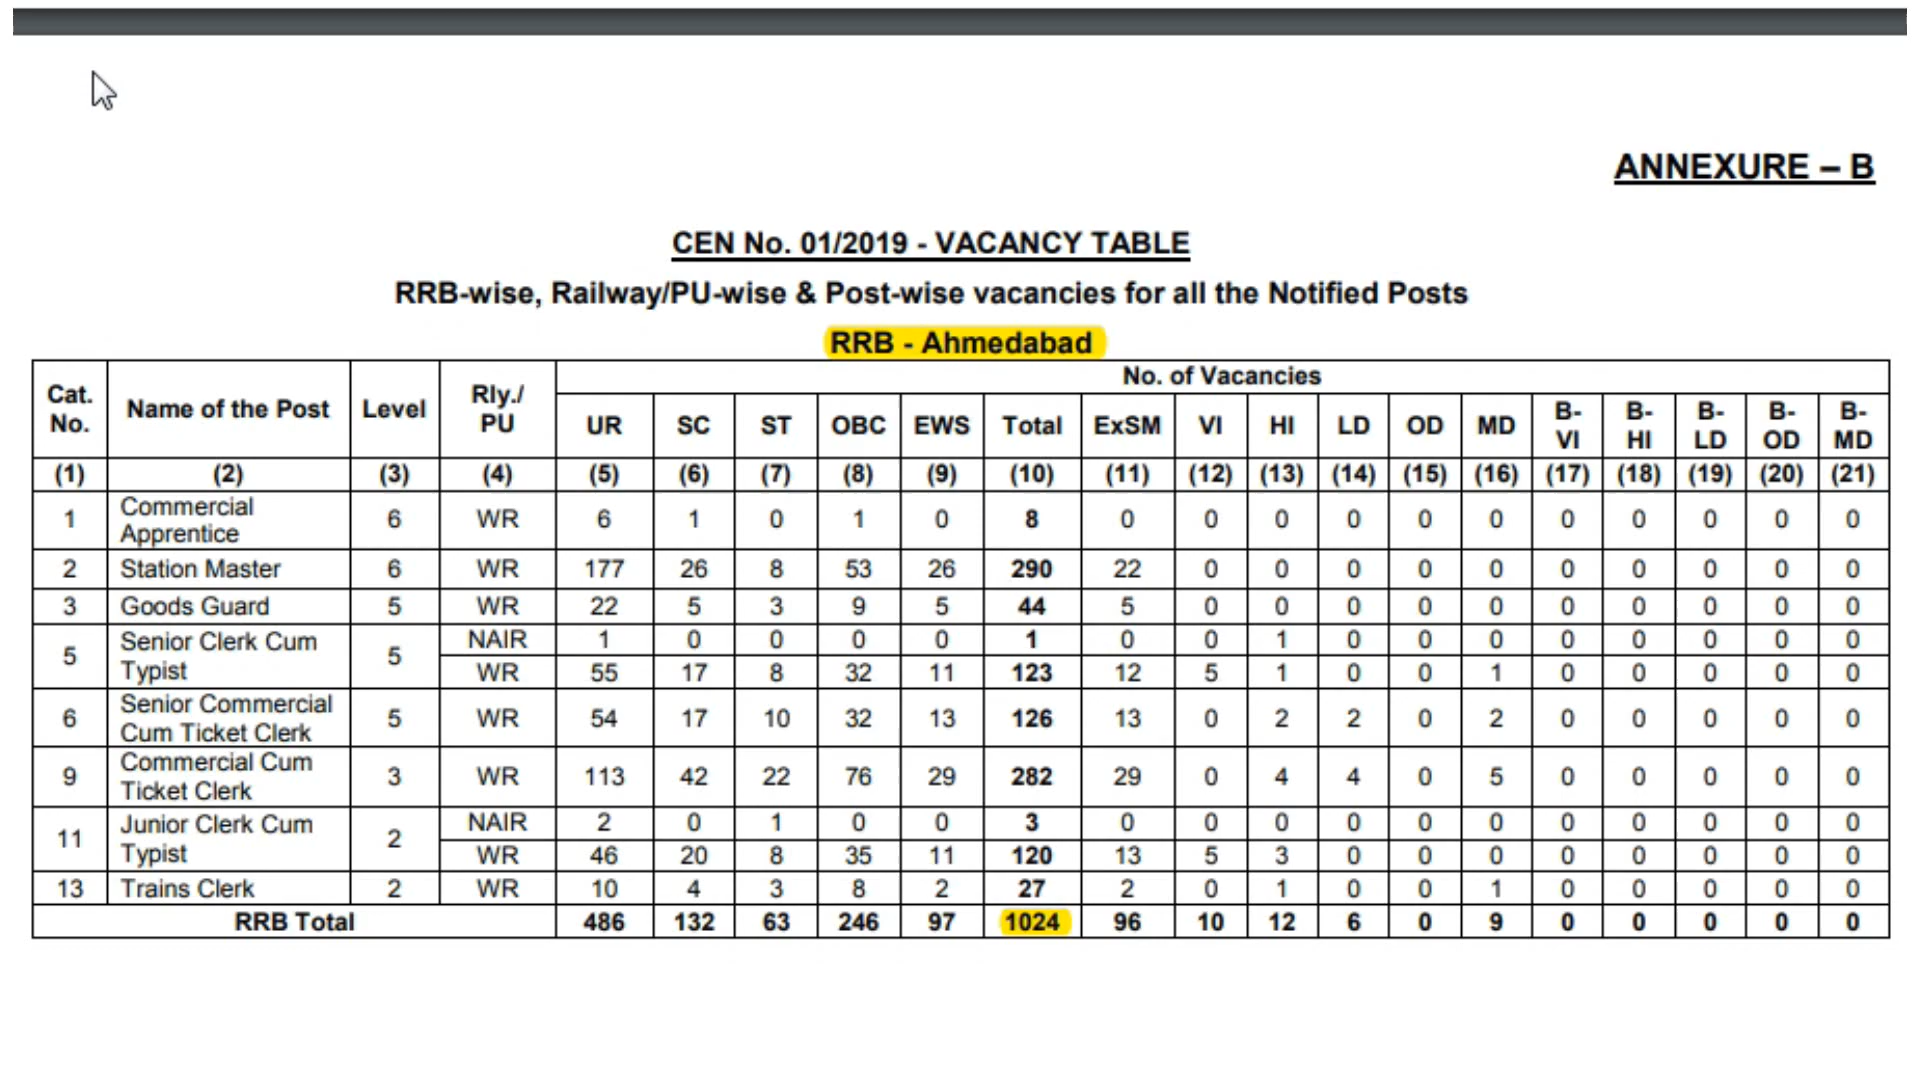 ANNEXURE – B
CEN No. 01/2019 - VACANCY TABLE
RRB-wise, Railway/PU-wise & Post-wise vacancies for all the Notified Posts
RRB - Ahmedabad
Cat. No. Name of the Post Level Rly./ PU No. of Vacancies
UR SC ST OBC EWS Total ExSM VI HI LD OD MD B-VI B-HI B-LD B-OD B-MD
(1) (2) (3) (4) (5) (6) (7) (8) (9) (10) (11) (12) (13) (14) (15) (16) (17) (18) (19) (20) (21)
1 Commercial Apprentice 6 WR 6 1 0 1 0 8 0 0 0 0 0 0 0 0 0 0 0
2 Station Master 6 WR 177 26 8 53 26 290 22 0 0 0 0 0 0 0 0 0 0
3 Goods Guard 5 WR 22 5 3 9 5 44 5 0 0 0 0 0 0 0 0 0 0
5 Senior Clerk Cum Typist 5 NAIR 1 0 0 0 0 1 0 0 1 0 0 0 0 0 0 0 0
WR 55 17 8 32 11 123 12 5 1 0 0 1 0 0 0 0 0
6 Senior Commercial Cum Ticket Clerk 5 WR 54 17 10 32 13 126 13 0 2 2 0 2 0 0 0 0 0
9 Commercial Cum Ticket Clerk 3 WR 113 42 22 76 29 282 29 0 4 4 0 5 0 0 0 0 0
11 Junior Clerk Cum Typist 2 NAIR 2 0 1 0 0 3 0 0 0 0 0 0 0 0 0 0 0
WR 46 20 8 35 11 120 13 5 3 0 0 0 0 0 0 0 0
13 Trains Clerk 2 WR 10 4 3 8 2 27 2 0 1 0 0 1 0 0 0 0 0
RRB Total 486 132 63 246 97 1024 96 10 12 6 0 9 0 0 0 0 0